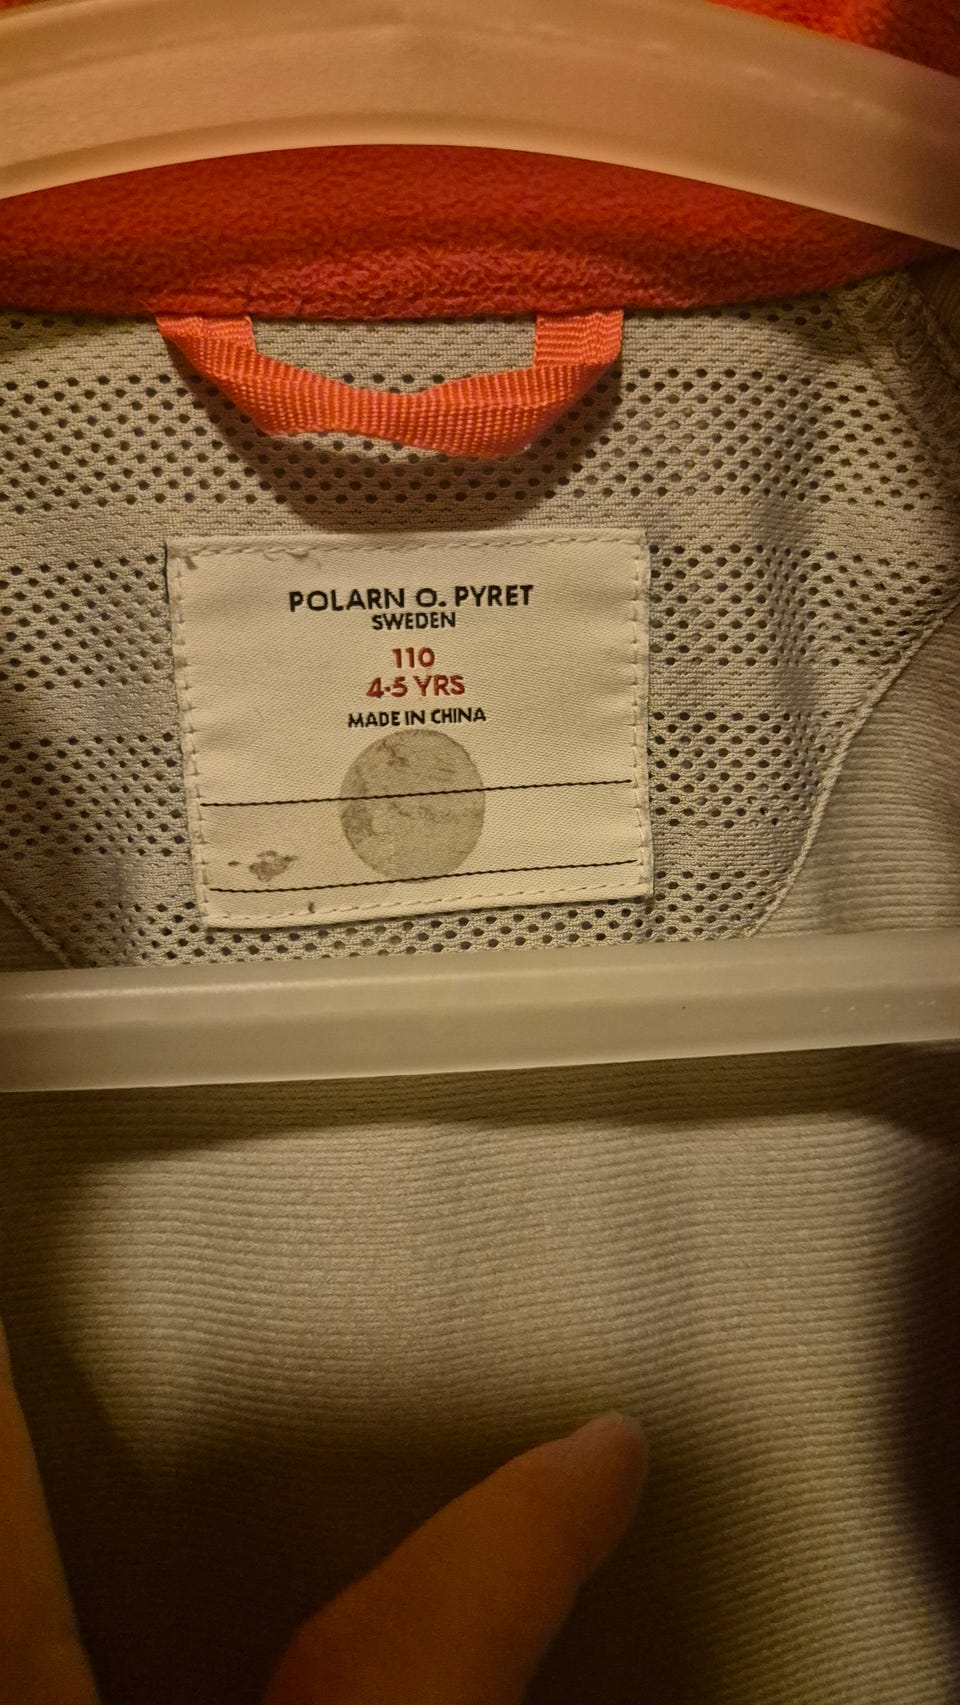 POLARN O. PYRET
SWEDEN
110
4-5 YRS
MADE IN CHINA